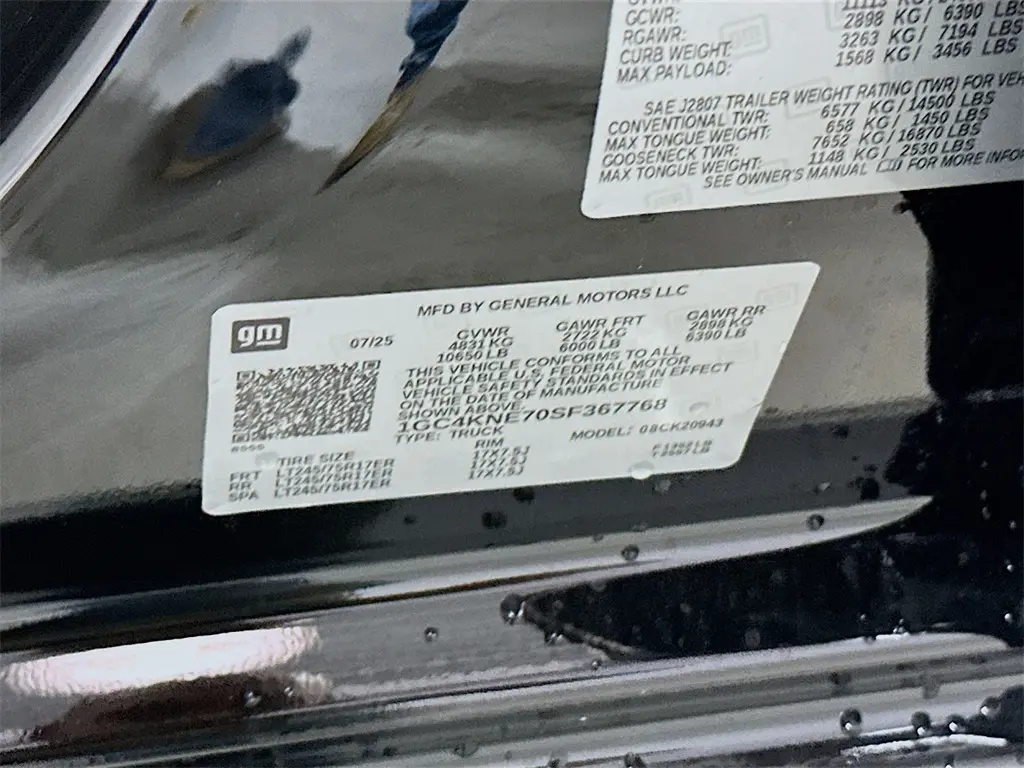 GCWR:
RGAWR: 2898 KG/ 6390 LBS
CURB WEIGHT: 3263 KG/ 7194 LBS
MAX PAYLOAD: 1568 KG/ 3456 LBS
SAE J2807 TRAILER WEIGHT RATING (TWR) FOR VEH
CONVENTIONAL TWR: 6577 KG/14500 LBS
MAX TONGUE WEIGHT: 658 KG/ 1450 LBS
GOOSENECK TWR: 7652 KG/16870 LBS
MAX TONGUE WEIGHT: 1148 KG/ 2530 LBS
SEE OWNER'S MANUAL FOR MORE INFOR
MFD BY GENERAL MOTORS LLC
gm
07/25
GVWR GAWR FRT GAWR RR
4831 KG 2722 KG 2898 KG
10650 LB 6000 LB 6390 LB
THIS VEHICLE CONFORMS TO ALL
APPLICABLE U.S. FEDERAL MOTOR
VEHICLE SAFETY STANDARDS IN EFFECT
ON THE DATE OF MANUFACTURE
SHOWN ABOVE.
1GC4KNE70SF367768
TYPE: TRUCK MODEL: 08CK20943
TIRE SIZE RIM
FRT LT245/75R17ER 17X7.5J
RR LT245/75R17ER 17X7.5J
SPA LT245/75R17ER 17X7.5J